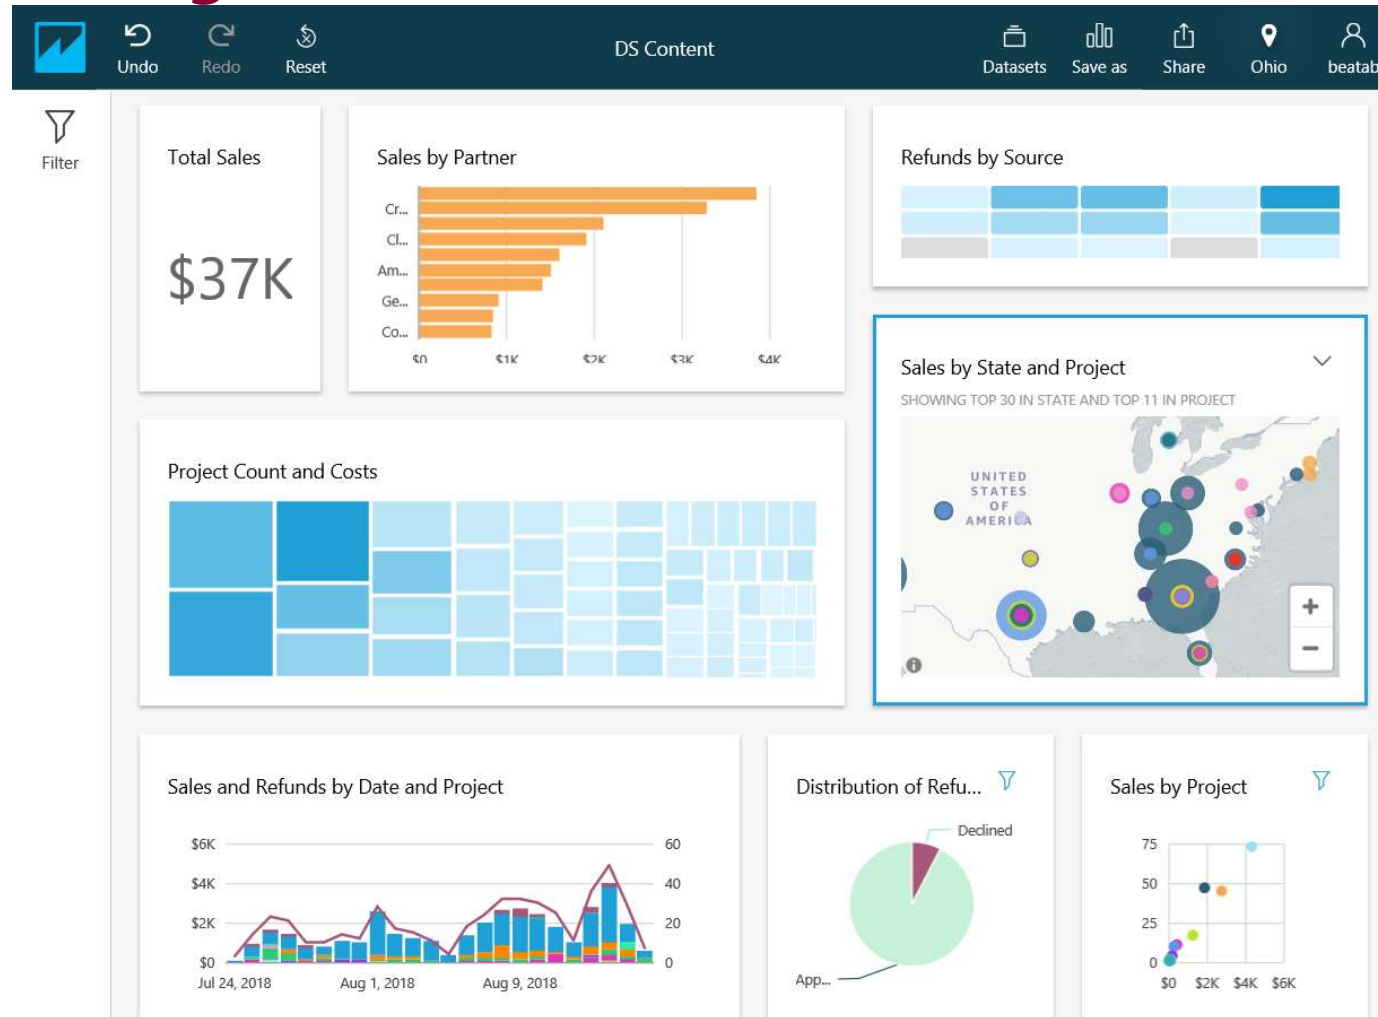 Undo
Redo
Reset
DS Content
Datasets
Save as
Share
Ohio
beatab
Filter
Total Sales
$37K
Sales by Partner
Cr...
Cl...
Am...
Ge...
Co...
$0 $1K $2K $3K $4K
Refunds by Source
Sales by State and Project
SHOWING TOP 30 IN STATE AND TOP 11 IN PROJECT
UNITED
STATES
OF
AMERICA
+
−
Project Count and Costs
Sales and Refunds by Date and Project
$6K 60
$4K 40
$2K 20
$0 0
Jul 24, 2018 Aug 1, 2018 Aug 9, 2018
Distribution of Refu...
Declined
App...
Sales by Project
75
50
25
0
$0 $2K $4K $6K